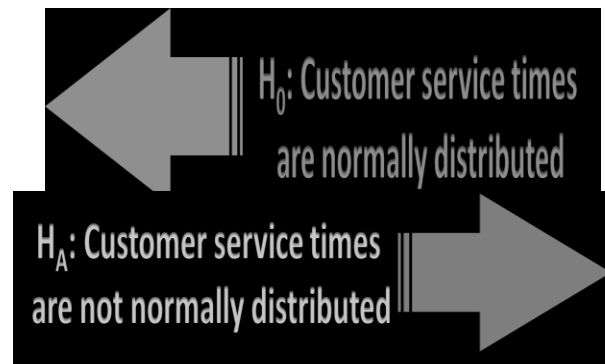 H₀: Customer service times
are normally distributed
Hₐ: Customer service times
are not normally distributed